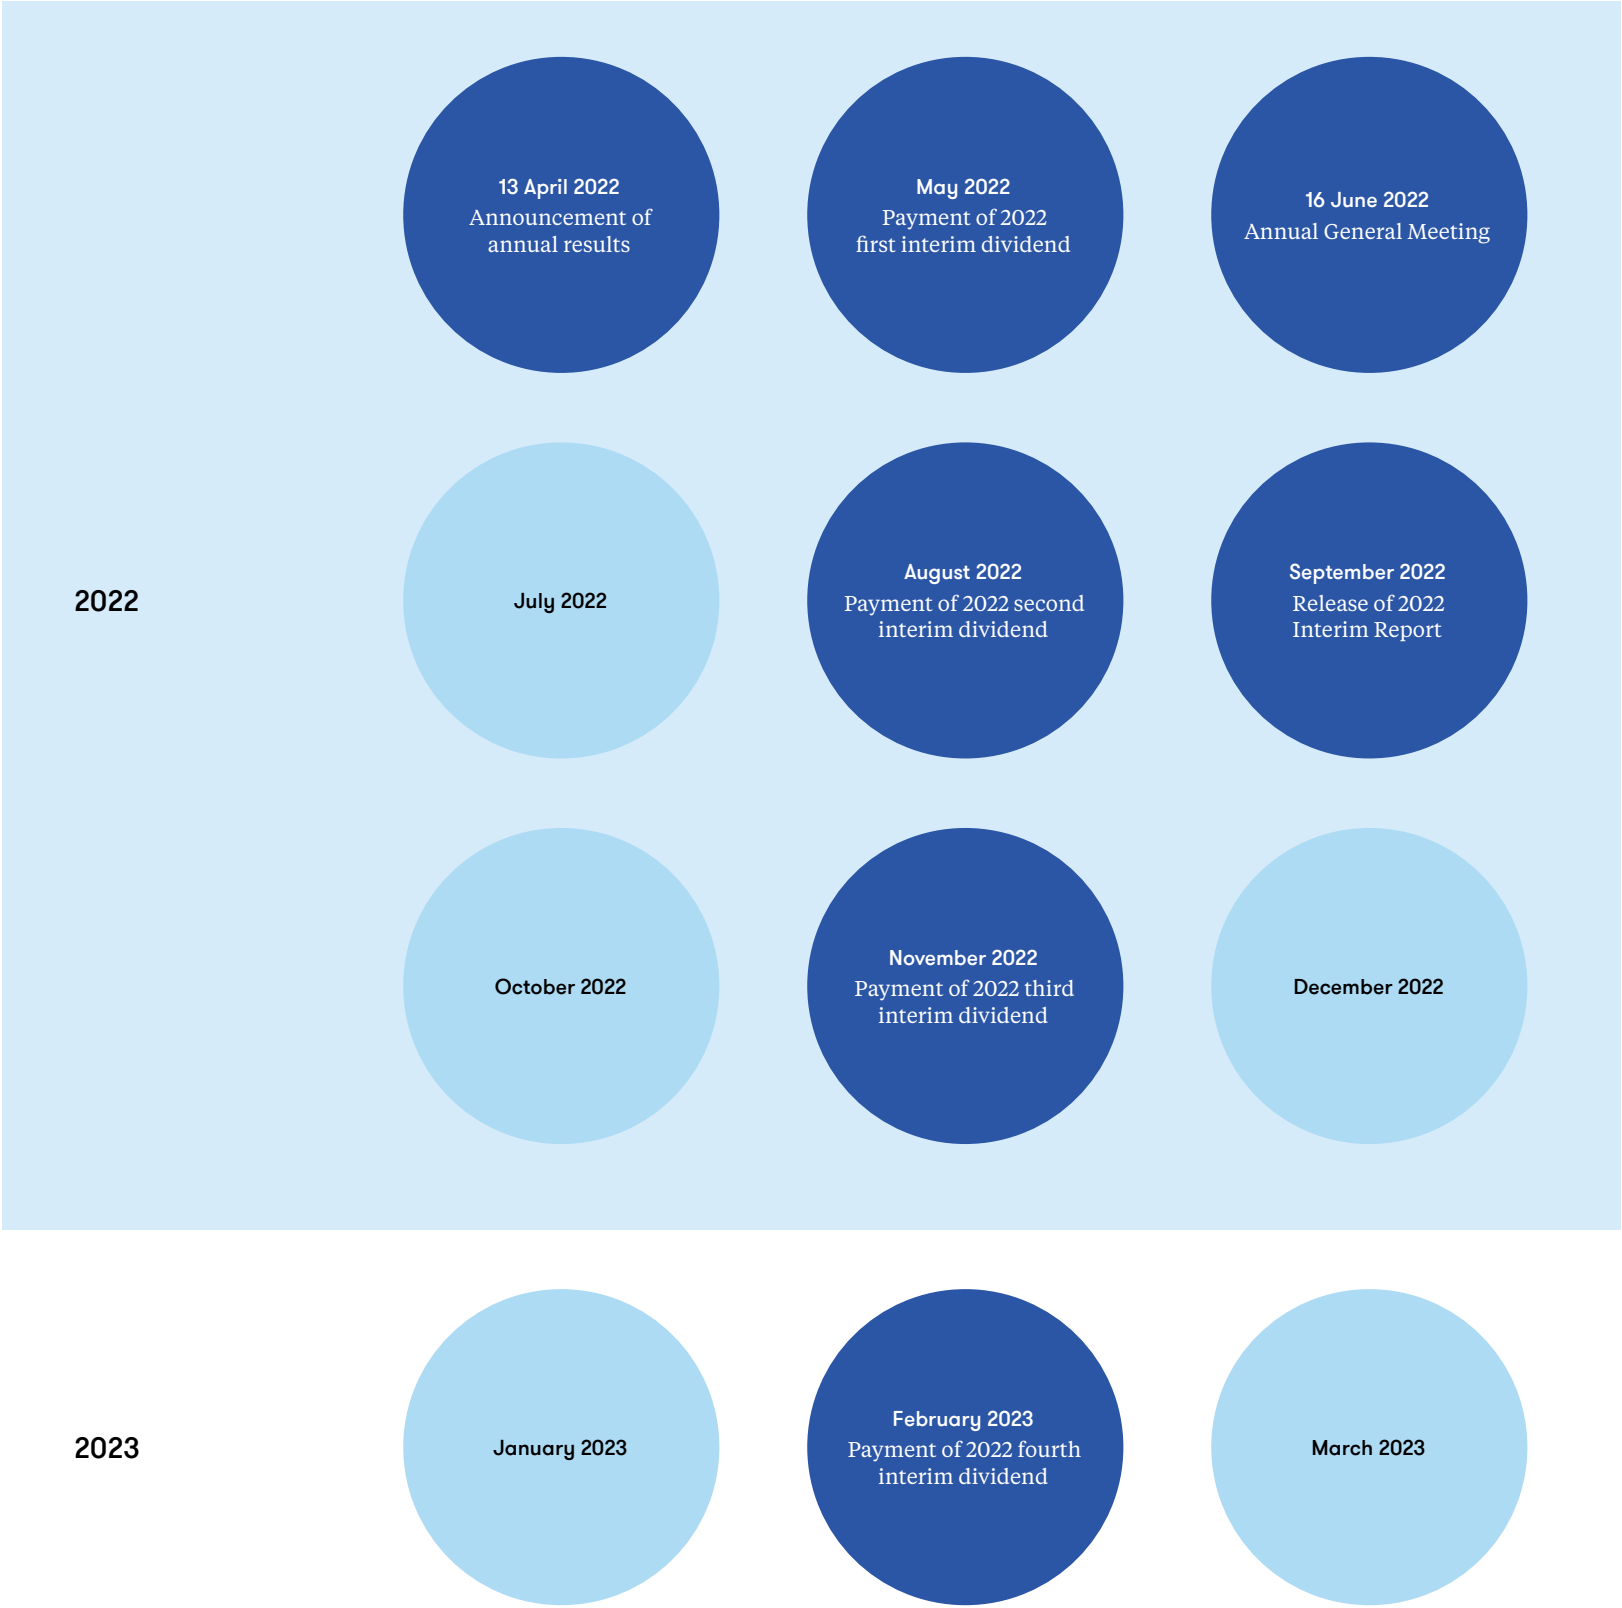 13 April 2022
Announcement of
annual results
May 2022
Payment of 2022
first interim dividend
16 June 2022
Annual General Meeting
2022
July 2022
August 2022
Payment of 2022 second
interim dividend
September 2022
Release of 2022
Interim Report
October 2022
November 2022
Payment of 2022 third
interim dividend
December 2022
2023
January 2023
February 2023
Payment of 2022 fourth
interim dividend
March 2023